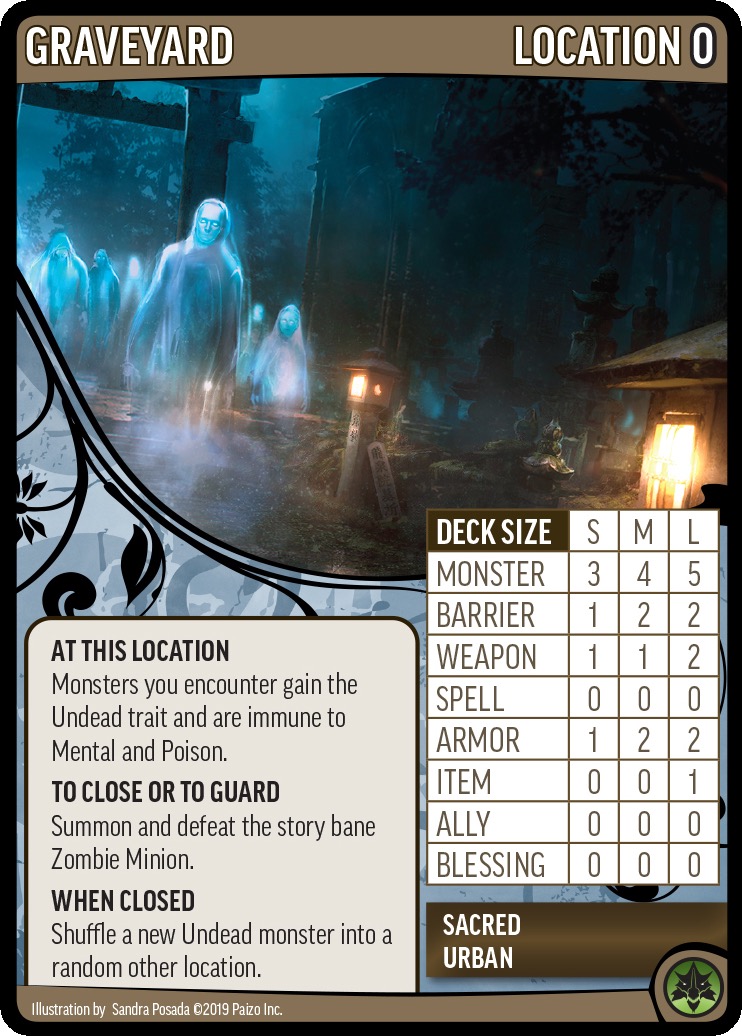 GRAVEYARD LOCATION 0
DECK SIZE S M L
MONSTER 3 4 5
BARRIER 1 2 2
WEAPON 1 1 2
SPELL 0 0 0
ARMOR 1 2 2
ITEM 0 0 1
ALLY 0 0 0
BLESSING 0 0 0
AT THIS LOCATION
Monsters you encounter gain the
Undead trait and are immune to
Mental and Poison.
TO CLOSE OR TO GUARD
Summon and defeat the story bane
Zombie Minion.
WHEN CLOSED
Shuffle a new Undead monster into a
random other location.
SACRED
URBAN
Illustration by Sandra Posada ©2019 Paizo Inc.